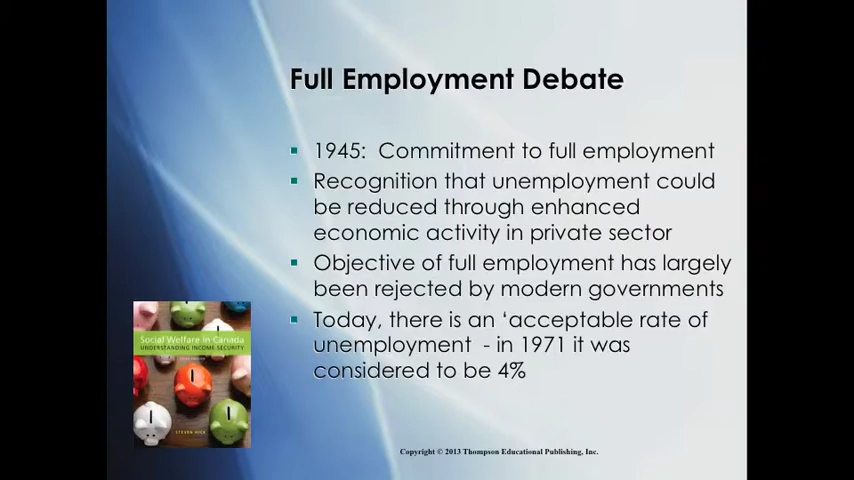 Full Employment Debate
1945: Commitment to full employment
Recognition that unemployment could
be reduced through enhanced
economic activity in private sector
Objective of full employment has largely
been rejected by modern governments
Today, there is an ‘acceptable rate of
unemployment - in 1971 it was
considered to be 4%
Social Welfare in Canada
UNDERSTANDING INCOME SECURITY
STEVEN HICK
Copyright © 2013 Thompson Educational Publishing, Inc.